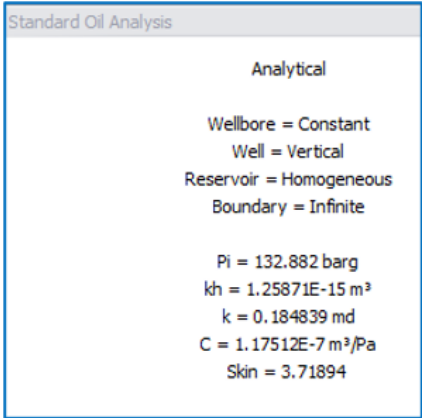 Standard Oil Analysis
Analytical
Wellbore = Constant
Well = Vertical
Reservoir = Homogeneous
Boundary = Infinite
Pi = 132.882 barg
kh = 1.25871E-15 m³
k = 0.184839 md
C = 1.17512E-7 m³/Pa
Skin = 3.71894